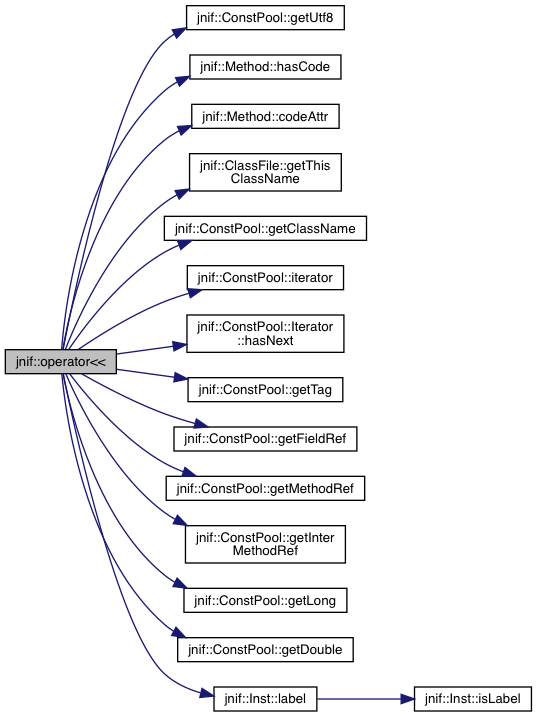 jnif::ConstPool::getUtf8
jnif::Method::hasCode
jnif::Method::codeAttr
jnif::ClassFile::getThis
ClassName
jnif::ConstPool::getClassName
jnif::ConstPool::iterator
jnif::ConstPool::Iterator
::hasNext
jnif::operator<<
jnif::ConstPool::getTag
jnif::ConstPool::getFieldRef
jnif::ConstPool::getMethodRef
jnif::ConstPool::getInter
MethodRef
jnif::ConstPool::getLong
jnif::ConstPool::getDouble
jnif::Inst::label
jnif::Inst::isLabel